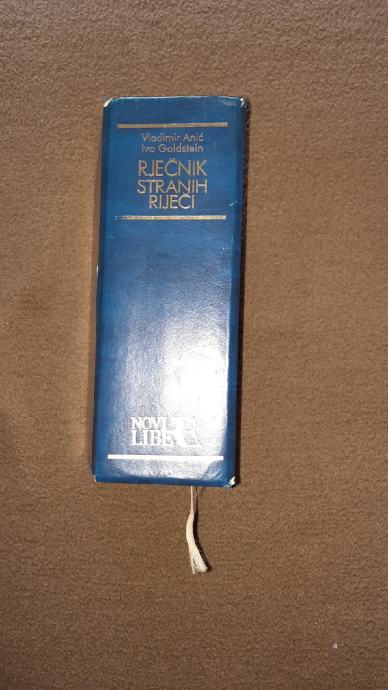 Vladimir Anić
Ivo Goldstein
RJEČNIK
STRANIH
RIJEČI
NOVI
LIBER